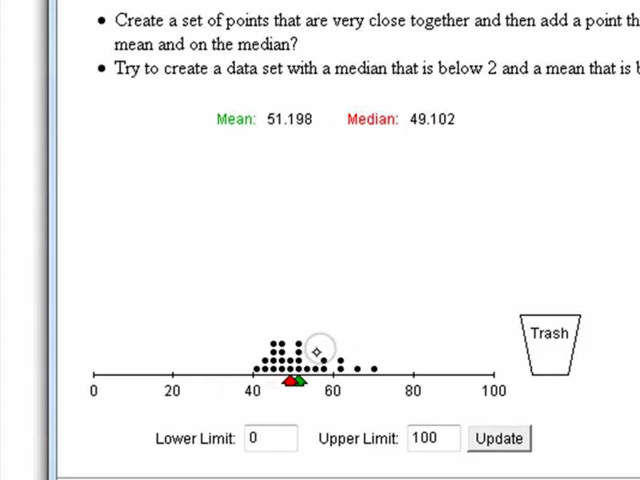 Create a set of points that are very close together and then add a point
mean and on the median?
Try to create a data set with a median that is below 2 and a mean that is
Mean: 51.198 Median: 49.102
Trash
0 20 40 60 80 100
Lower Limit: 0 Upper Limit: 100 Update